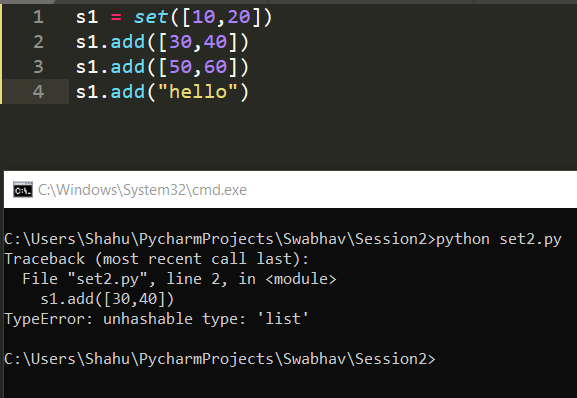 1 s1 = set([10,20])
2 s1.add([30,40])
3 s1.add([50,60])
4 s1.add("hello")
C:\Windows\System32\cmd.exe
C:\Users\Shahu\PycharmProjects\Swabhav\Session2>python set2.py
Traceback (most recent call last):
  File "set2.py", line 2, in <module>
    s1.add([30,40])
TypeError: unhashable type: 'list'
C:\Users\Shahu\PycharmProjects\Swabhav\Session2>